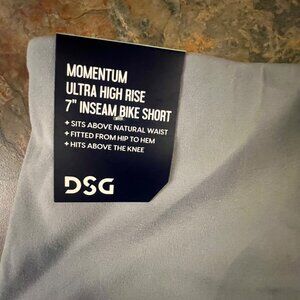 MOMENTUM
ULTRA HIGH RISE
7" INSEAM BIKE SHORT
+ SITS ABOVE NATURAL WAIST
+ FITTED FROM HIP TO HEM
+ HITS ABOVE THE KNEE
DSG